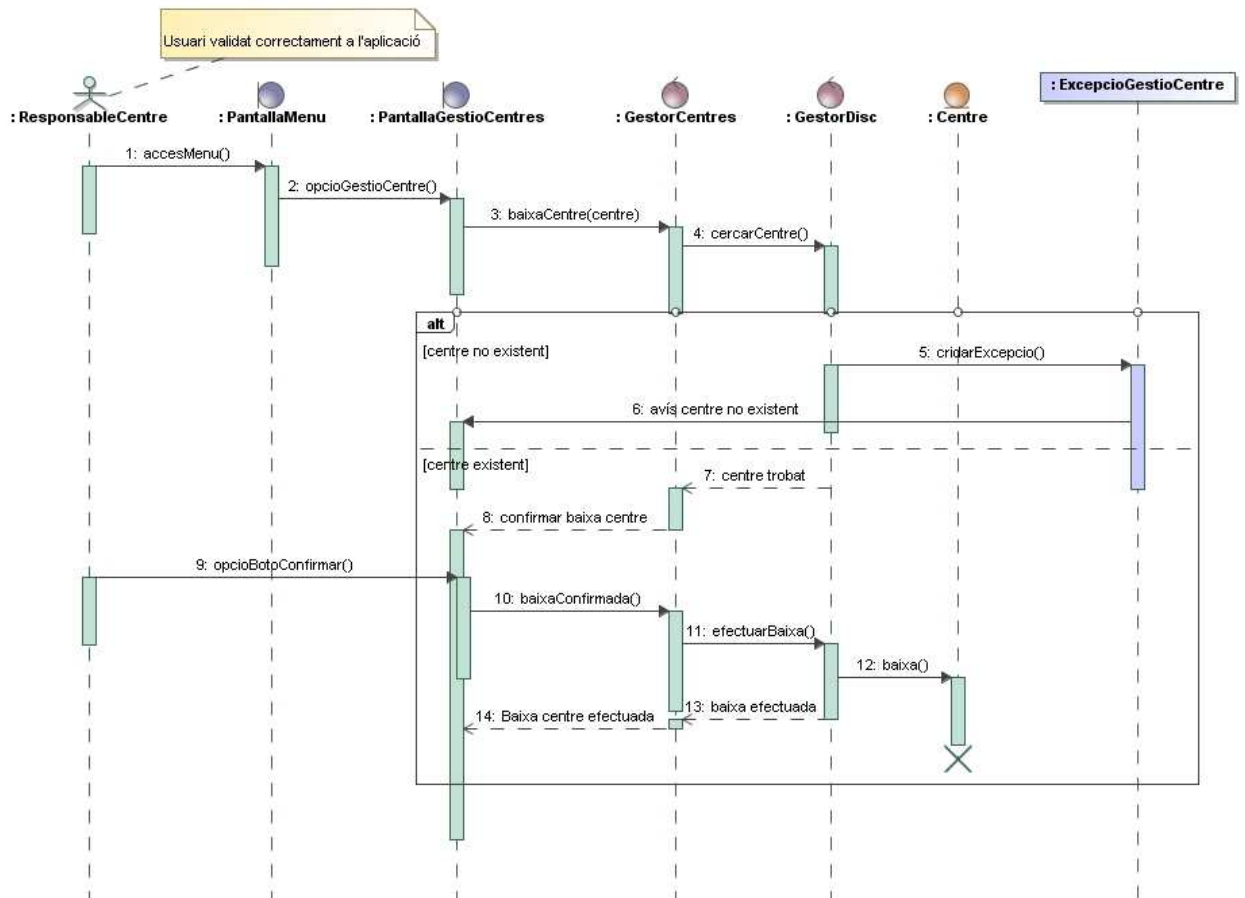 Usuari validat correctament a l'aplicació
: ResponsableCentre
: PantallaMenu
: PantallaGestioCentres
: GestorCentres
: GestorDisc
: Centre
: ExcepcioGestioCentre
1: accesMenu()
2: opcioGestioCentre()
3: baixaCentre(centre)
4: cercarCentre()
alt
[centre no existent]
5: cridarExcepcio()
6: avís centre no existent
[centre existent]
7: centre trobat
8: confirmar baixa centre
9: opcioBotoConfirmar()
10: baixaConfirmada()
11: efectuarBaixa()
12: baixa()
13: baixa efectuada
14: Baixa centre efectuada